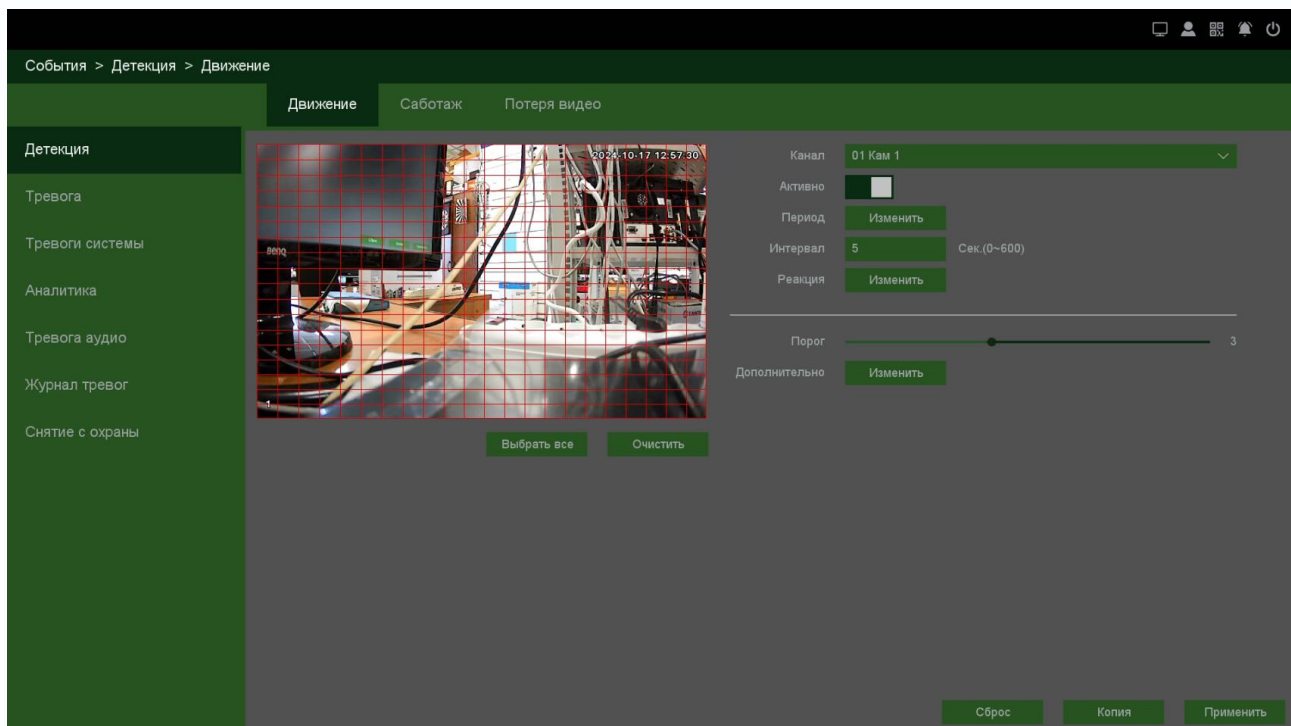 События > Детекция > Движение
Движение Саботаж Потеря видео
Детекция
Тревога
Тревоги системы
Аналитика
Тревога аудио
Журнал тревог
Снятие с охраны
2024-10-17 12:57:30
BenQ
1
Выбрать все Очистить
Канал 01 Кам 1
Активно
Период Изменить
Интервал 5 Сек.(0~600)
Реакция Изменить
Порог 3
Дополнительно Изменить
Сброс Копия Применить